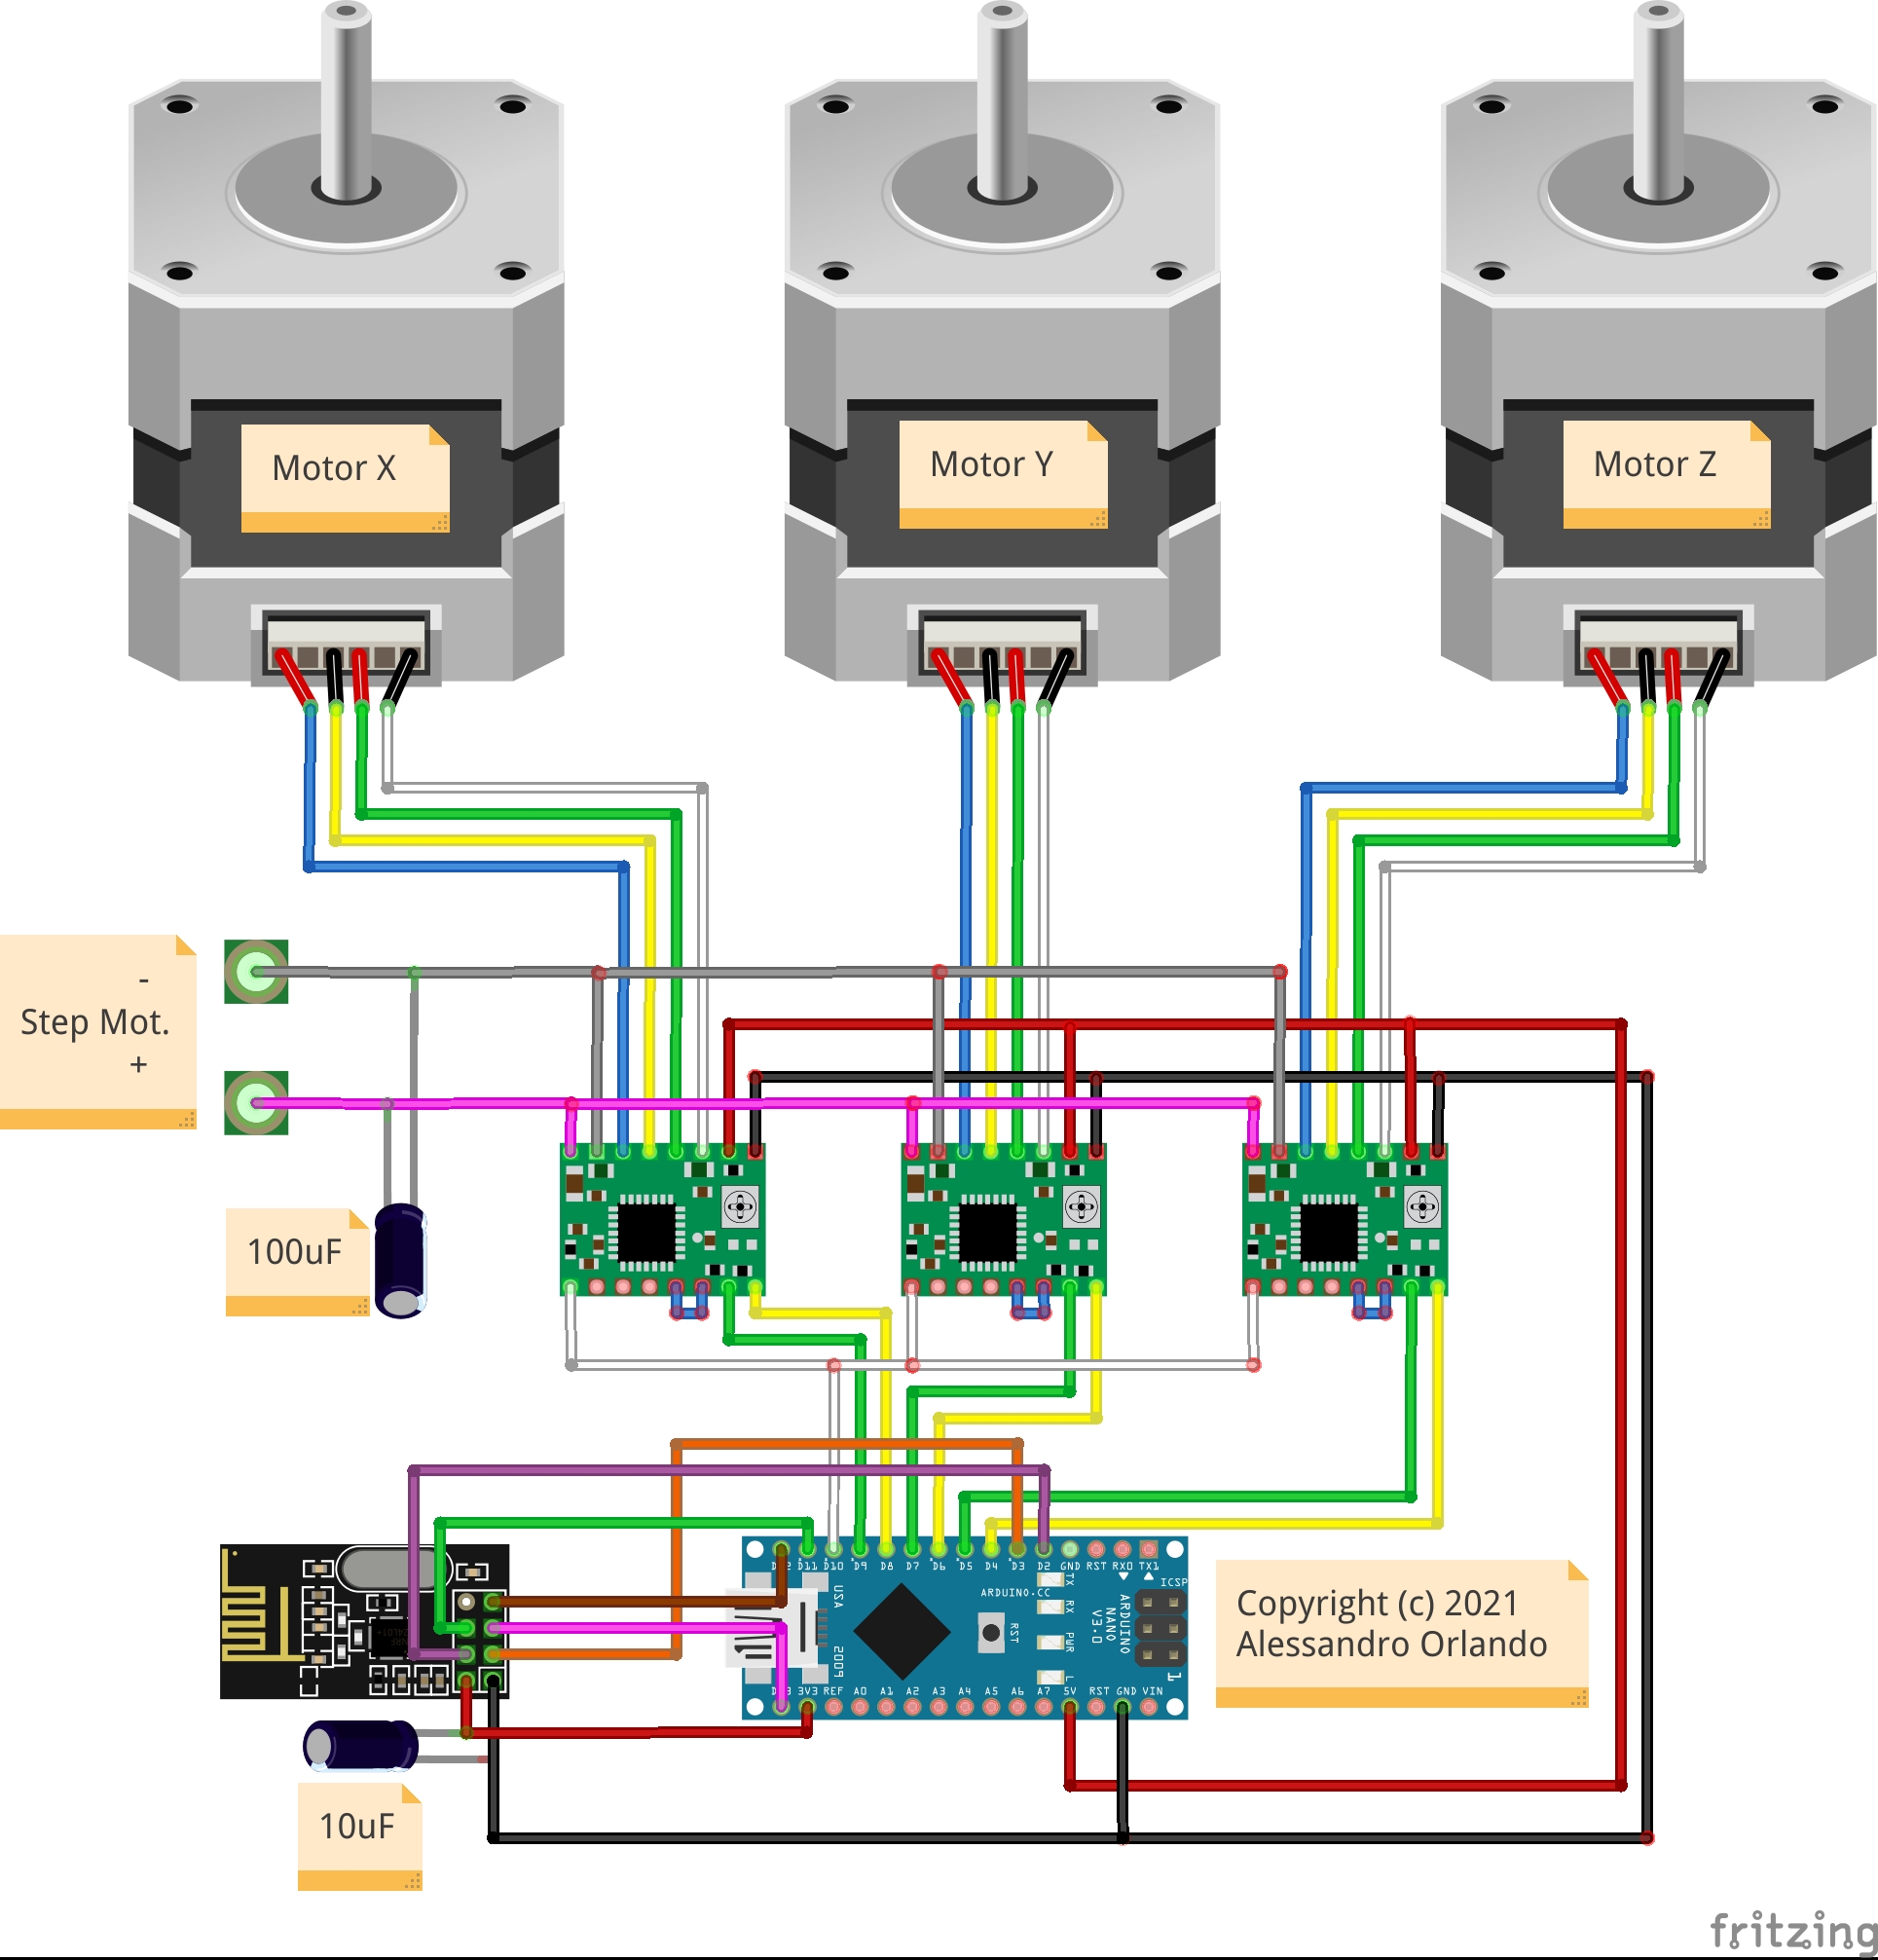 Motor X
Motor Y
Motor Z
-
Step Mot.
+
100uF
D11 D10 D9 D8 D7 D6 D5 D4 D3 D2 GND RST RX0 TX1
ICSP
TX
RX
PWR
L
USA
2009
ARDUINO.CC
RST
ARDUINO
NANO
V3.0
1
3V3 REF A0 A1 A2 A3 A4 A5 A6 A7 5V RST GND VIN
Copyright (c) 2021
Alessandro Orlando
10uF
fritzing